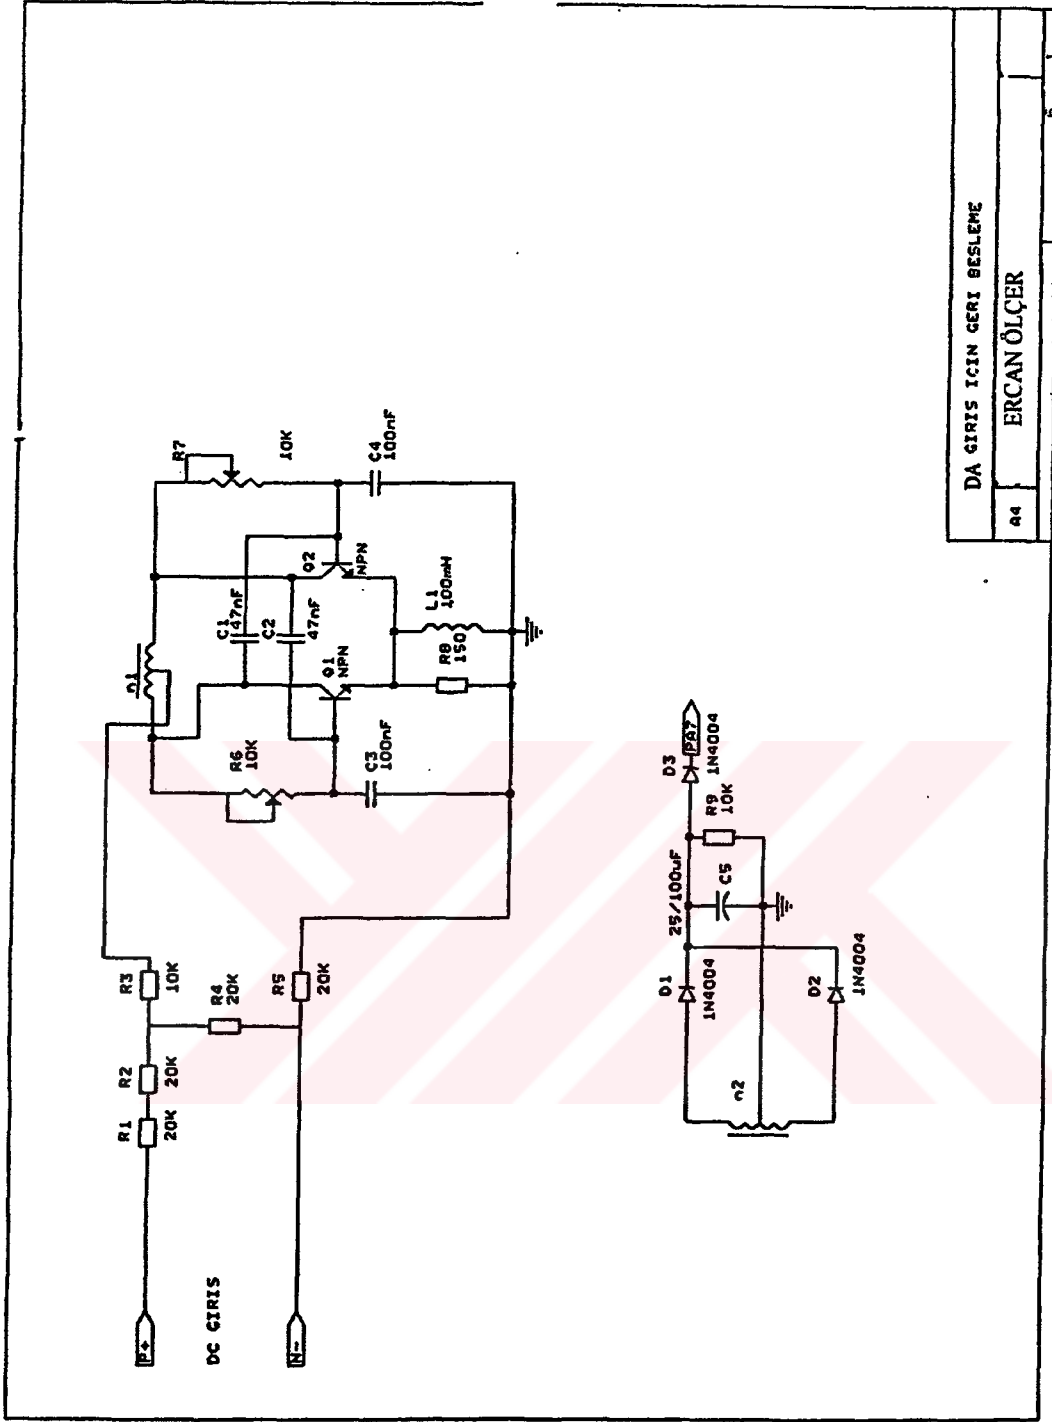 P+
DC GIRIS
N-
R1
20K
R2
20K
R3
10K
R4
20K
R5
20K
n1
R6
10K
C3
100nF
C1
47nF
C2
47nF
Q1
NPN
Q2
NPN
R8
150
L1
100mH
R7
10K
C4
100nF
n2
D1
1N4004
D2
1N4004
25/100uF
C5
R9
10K
D3
1N4004
PA7
DA GIRIS ICIN GERI BESLEME
A4
ERCAN ÖLÇER